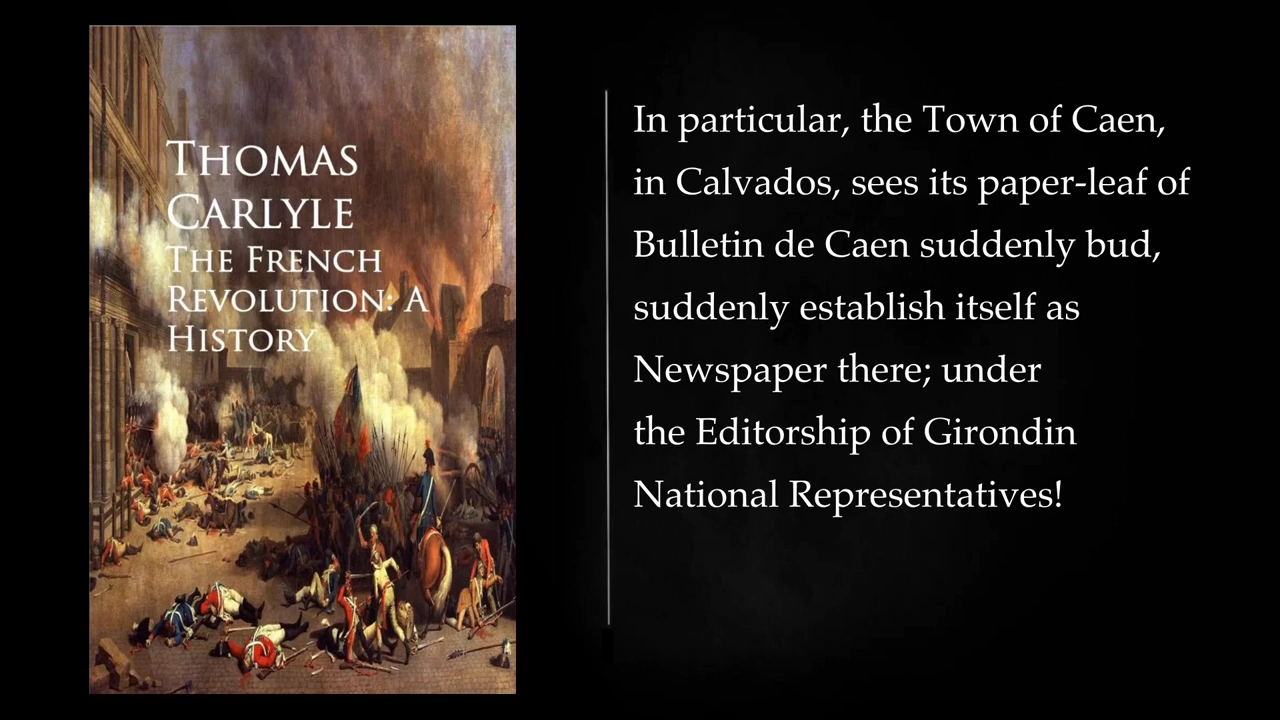 THOMAS
CARLYLE
THE FRENCH
REVOLUTION: A
HISTORY
In particular, the Town of Caen,
in Calvados, sees its paper-leaf of
Bulletin de Caen suddenly bud,
suddenly establish itself as
Newspaper there; under
the Editorship of Girondin
National Representatives!